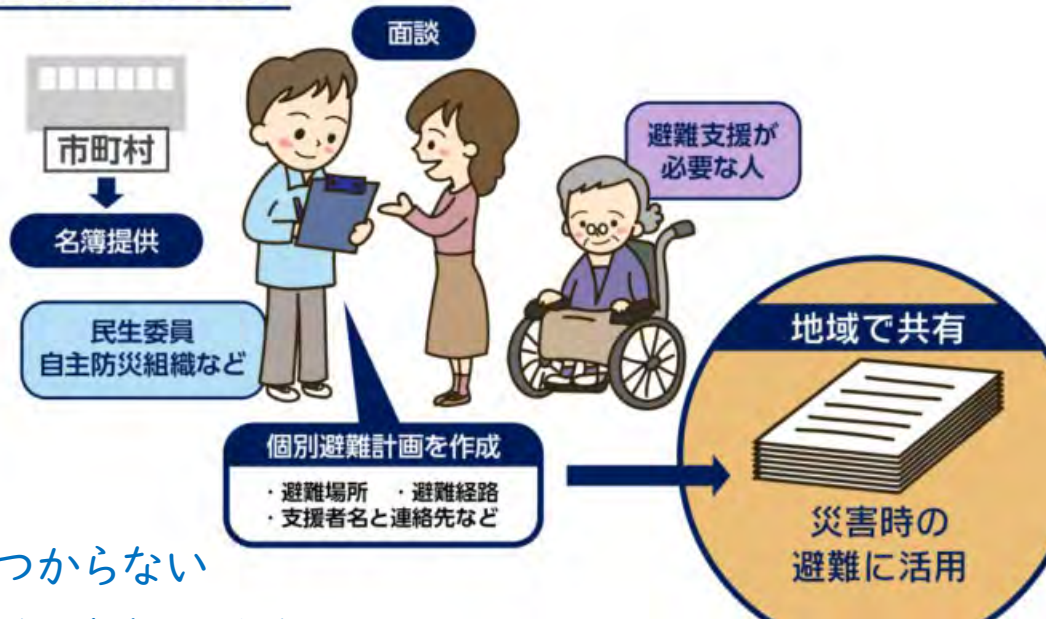 面談
市町村
名簿提供
民生委員
自主防災組織など
避難支援が
必要な人
個別避難計画を作成
・避難場所 ・避難経路
・支援者名と連絡先など
地域で共有
災害時の
避難に活用
つからない